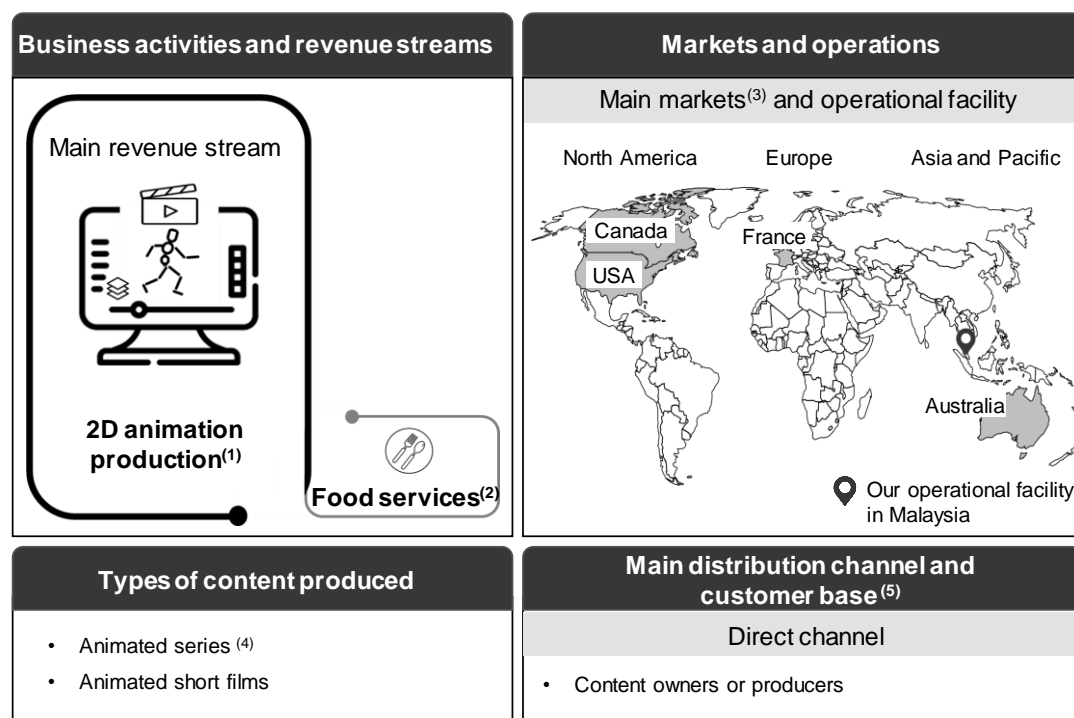 Business activities and revenue streams
Main revenue stream
2D animation
production(1)
Food services(2)
Markets and operations
Main markets(3) and operational facility
North America
Europe
Asia and Pacific
Canada
USA
France
Australia
Our operational facility
in Malaysia
Types of content produced
• Animated series (4)
• Animated short films
Main distribution channel and
customer base (5)
Direct channel
• Content owners or producers